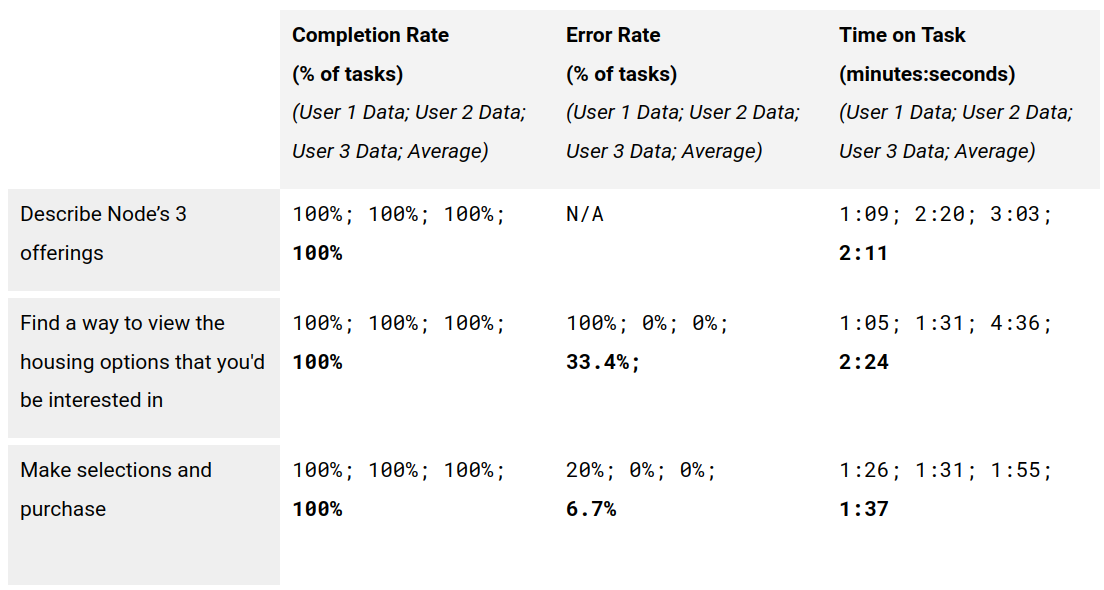 Completion Rate
(% of tasks)
(User 1 Data; User 2 Data;
User 3 Data; Average)
Error Rate
(% of tasks)
(User 1 Data; User 2 Data;
User 3 Data; Average)
Time on Task
(minutes:seconds)
(User 1 Data; User 2 Data;
User 3 Data; Average)
Describe Node’s 3
offerings
100%; 100%; 100%;
100%
N/A
1:09; 2:20; 3:03;
2:11
Find a way to view the
housing options that you'd
be interested in
100%; 100%; 100%;
100%
100%; 0%; 0%;
33.4%;
1:05; 1:31; 4:36;
2:24
Make selections and
purchase
100%; 100%; 100%;
100%
20%; 0%; 0%;
6.7%
1:26; 1:31; 1:55;
1:37